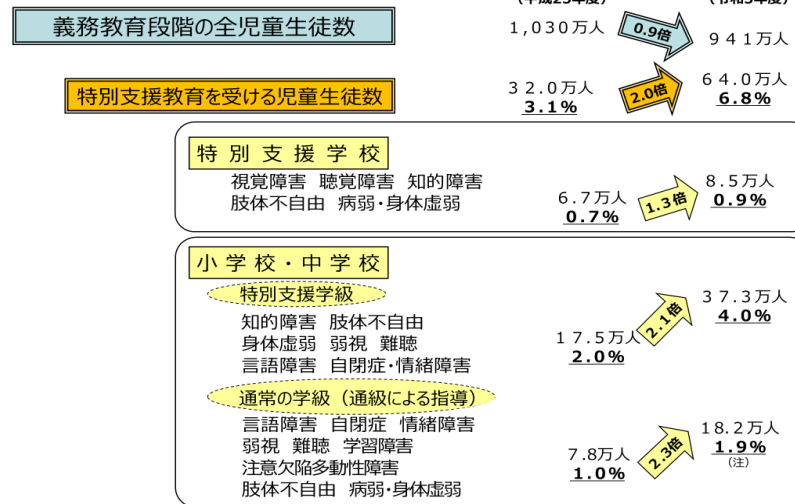 義務教育段階の全児童生徒数
1,030万人
0.9倍
941万人
特別支援教育を受ける児童生徒数
32.0万人
3.1%
2.0倍
64.0万人
6.8%
特別支援学校
視覚障害 聴覚障害 知的障害
肢体不自由 病弱・身体虚弱
6.7万人
0.7%
1.3倍
8.5万人
0.9%
小学校・中学校
特別支援学級
知的障害 肢体不自由
身体虚弱 弱視 難聴
言語障害 自閉症・情緒障害
17.5万人
2.0%
2.1倍
37.3万人
4.0%
通常の学級（通級による指導）
言語障害 自閉症 情緒障害
弱視 難聴 学習障害
注意欠陥多動性障害
肢体不自由 病弱・身体虚弱
7.8万人
1.0%
2.3倍
18.2万人
1.9%
(注)